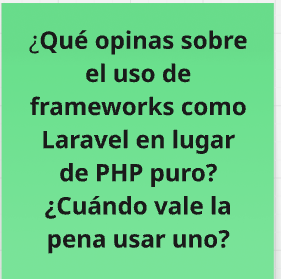 ¿Qué opinas sobre
el uso de
frameworks como
Laravel en lugar
de PHP puro?
¿Cuándo vale la
pena usar uno?